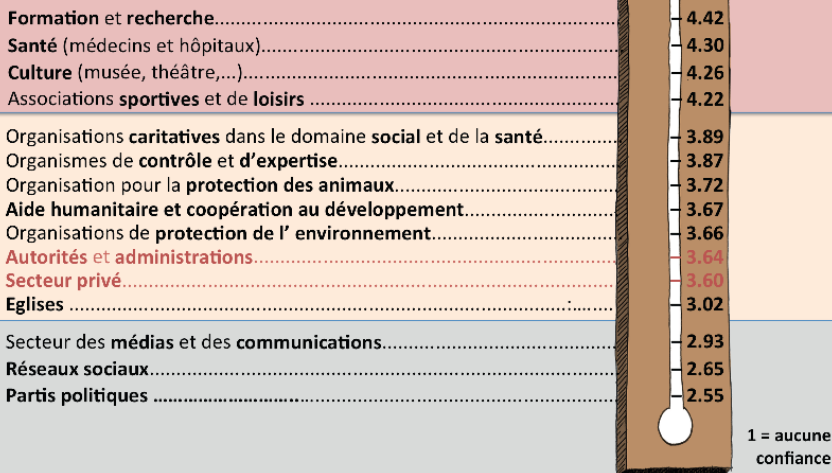 Formation et recherche 4.42
Santé (médecins et hôpitaux) 4.30
Culture (musée, théâtre,...) 4.26
Associations sportives et de loisirs 4.22
Organisations caritatives dans le domaine social et de la santé 3.89
Organismes de contrôle et d'expertise 3.87
Organisation pour la protection des animaux 3.72
Aide humanitaire et coopération au développement 3.67
Organisations de protection de l' environnement 3.66
Autorités et administrations 3.64
Secteur privé 3.60
Eglises 3.02
Secteur des médias et des communications 2.93
Réseaux sociaux 2.65
Partis politiques 2.55
1 = aucune
confiance